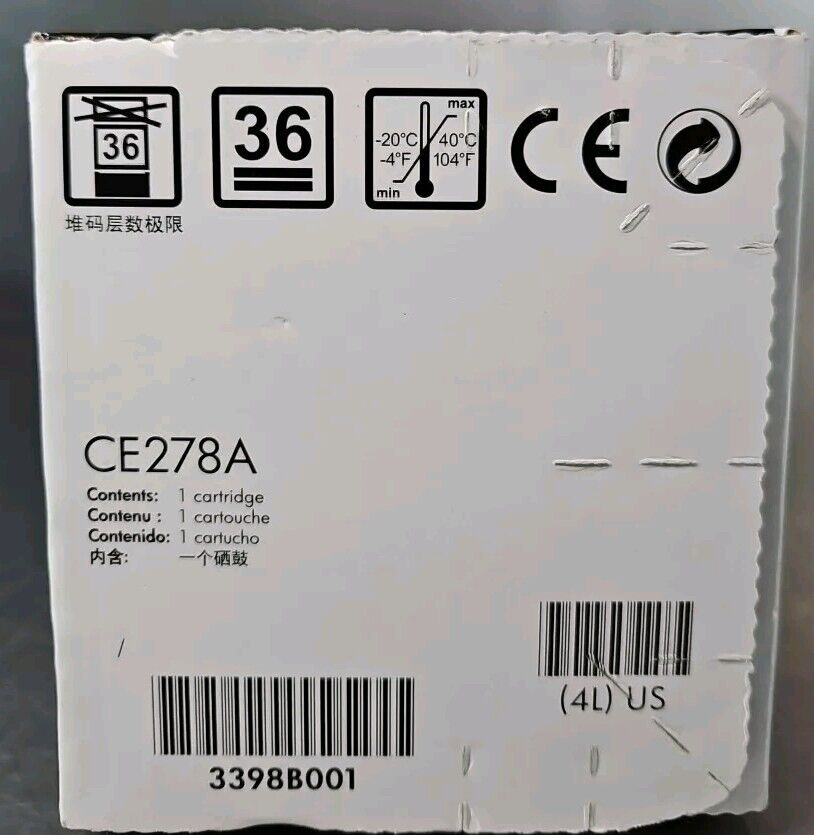 36
堆码层数极限
36
max
-20°C
-4°F
40°C
104°F
min
CE
CE278A
Contents: 1 cartridge
Contenu : 1 cartouche
Contenido: 1 cartucho
内含: 一个硒鼓
(4L) US
3398B001